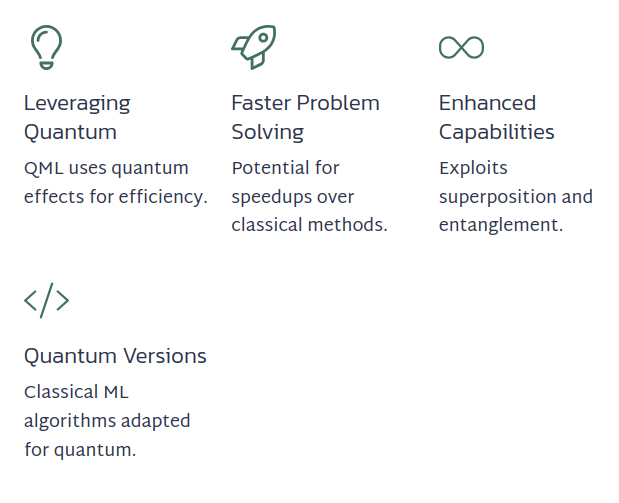 Leveraging
Quantum
QML uses quantum
effects for efficiency.
Faster Problem
Solving
Potential for
speedups over
classical methods.
Enhanced
Capabilities
Exploits
superposition and
entanglement.
Quantum Versions
Classical ML
algorithms adapted
for quantum.